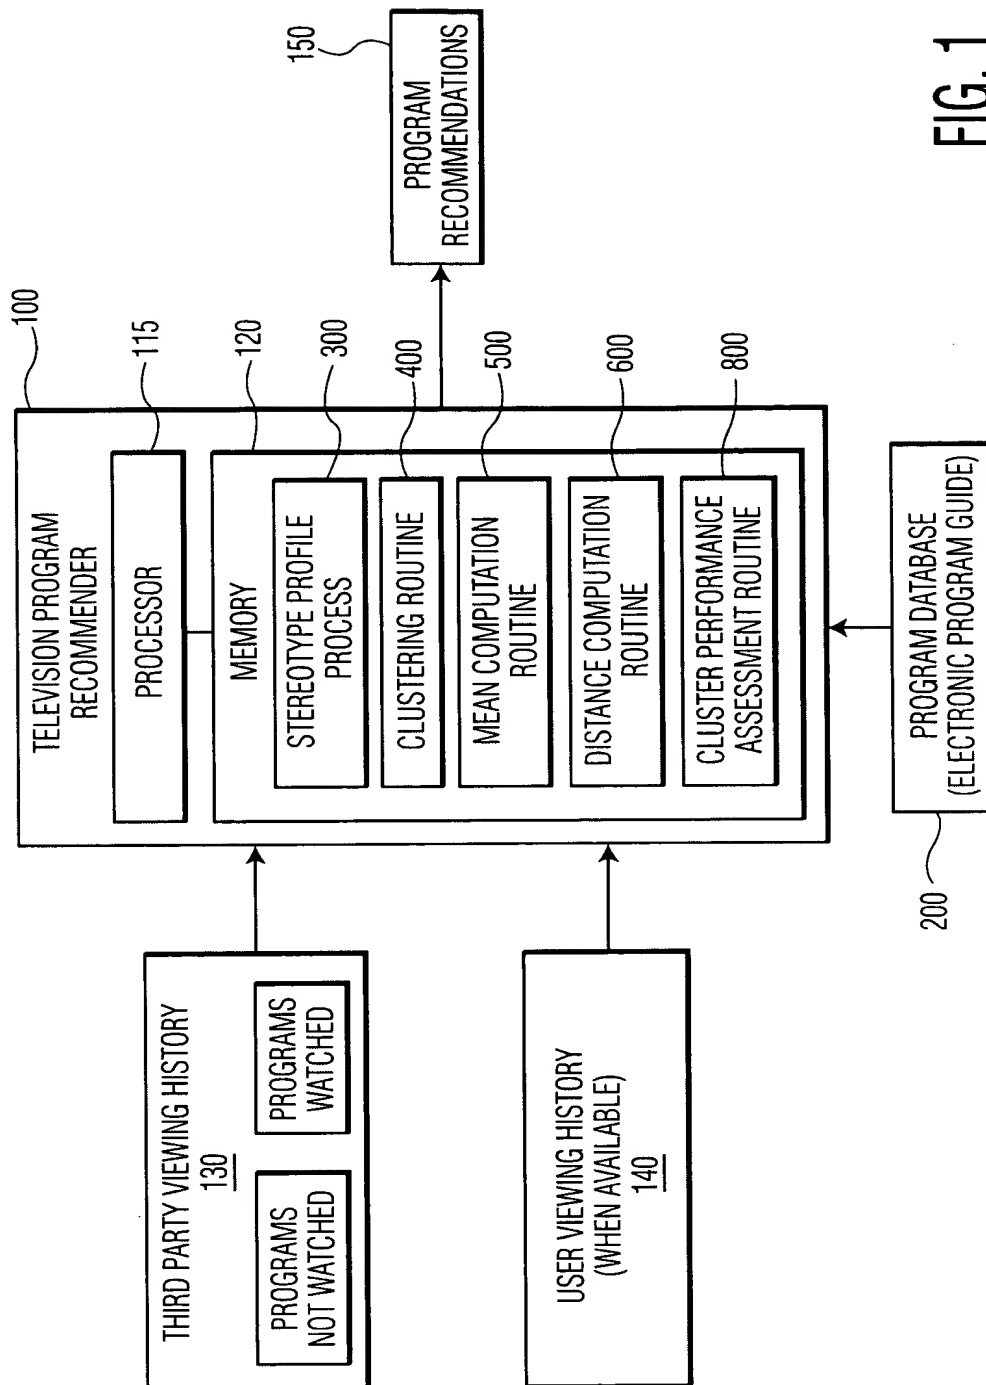 THIRD PARTY VIEWING HISTORY
130
PROGRAMS
NOT WATCHED
PROGRAMS
WATCHED
USER VIEWING HISTORY
(WHEN AVAILABLE)
140
TELEVISION PROGRAM
RECOMMENDER
100
PROCESSOR
115
MEMORY
120
STEREOTYPE PROFILE
PROCESS
300
CLUSTERING ROUTINE
400
MEAN COMPUTATION
ROUTINE
500
DISTANCE COMPUTATION
ROUTINE
600
CLUSTER PERFORMANCE
ASSESSMENT ROUTINE
800
PROGRAM
RECOMMENDATIONS
150
PROGRAM DATABASE
(ELECTRONIC PROGRAM GUIDE)
200
FIG. 1